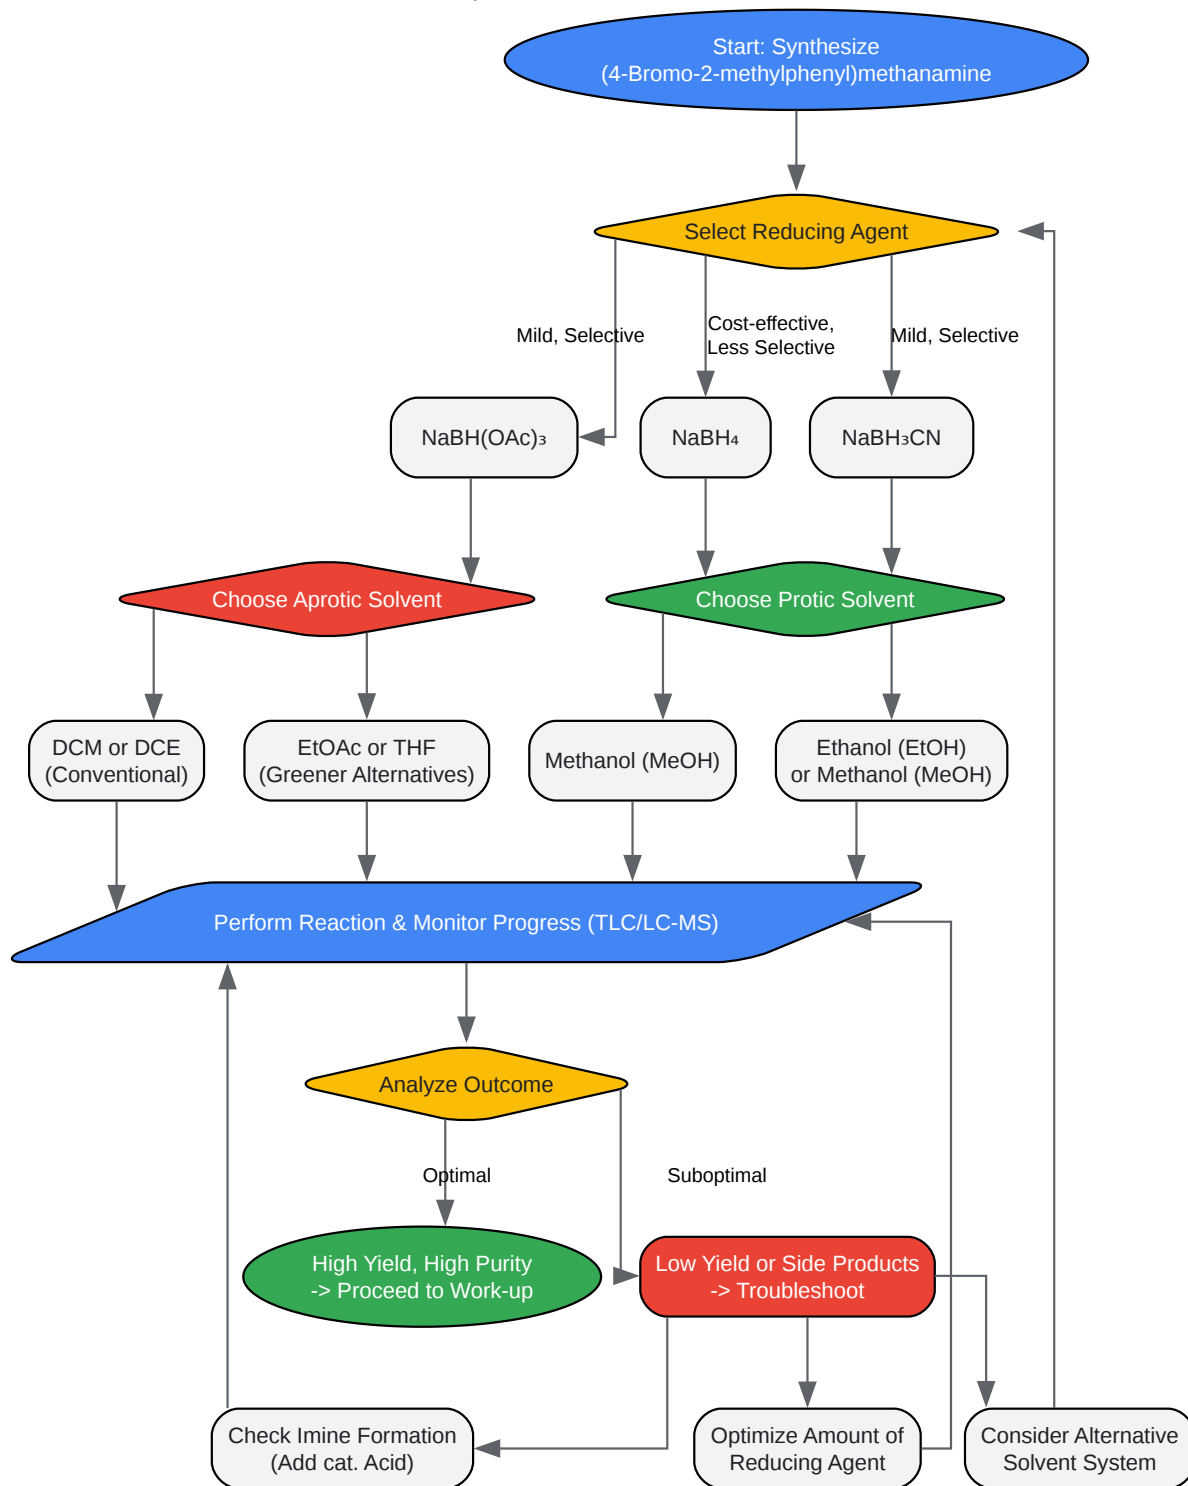 Start: Synthesize
(4-Bromo-2-methylphenyl)methanamine
Select Reducing Agent
Mild, Selective
Cost-effective,
Less Selective
Mild, Selective
NaBH(OAc)₃
NaBH₄
NaBH₃CN
Choose Aprotic Solvent
Choose Protic Solvent
DCM or DCE
(Conventional)
EtOAc or THF
(Greener Alternatives)
Methanol (MeOH)
Ethanol (EtOH)
or Methanol (MeOH)
Perform Reaction & Monitor Progress (TLC/LC-MS)
Analyze Outcome
Optimal
Suboptimal
High Yield, High Purity
-> Proceed to Work-up
Low Yield or Side Products
-> Troubleshoot
Check Imine Formation
(Add cat. Acid)
Optimize Amount of
Reducing Agent
Consider Alternative
Solvent System